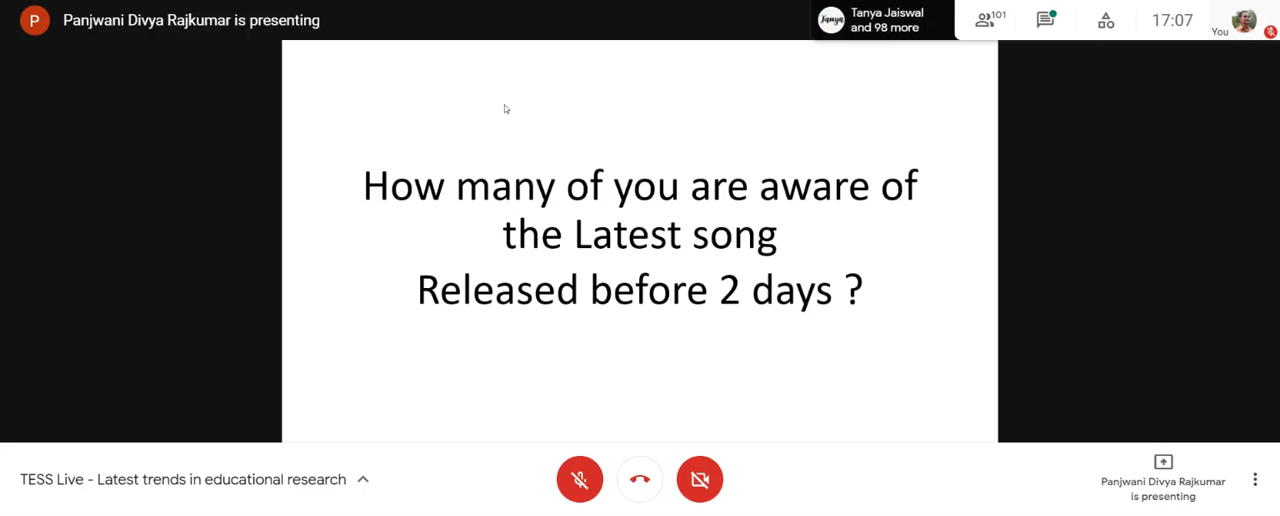 P Panjwani Divya Rajkumar is presenting
Tanya
Tanya Jaiswal
and 98 more
101
17:07
You
How many of you are aware of
the Latest song
Released before 2 days ?
TESS Live - Latest trends in educational research
Panjwani Divya Rajkumar
is presenting